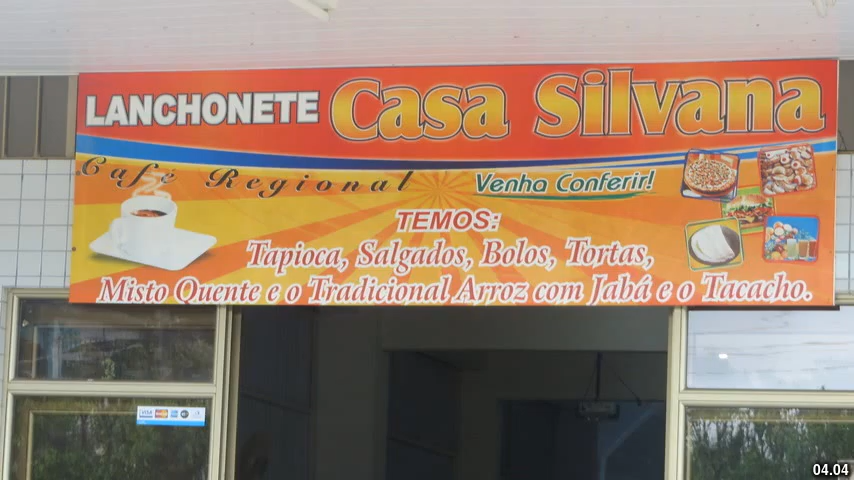 LANCHONETE Casa Silvana
Café Regional
Venha Conferir!
TEMOS:
Tapioca, Salgados, Bolos, Tortas,
Misto Quente e o Tradicional Arroz com Jabá e o Tacacho.
VISA
04.04